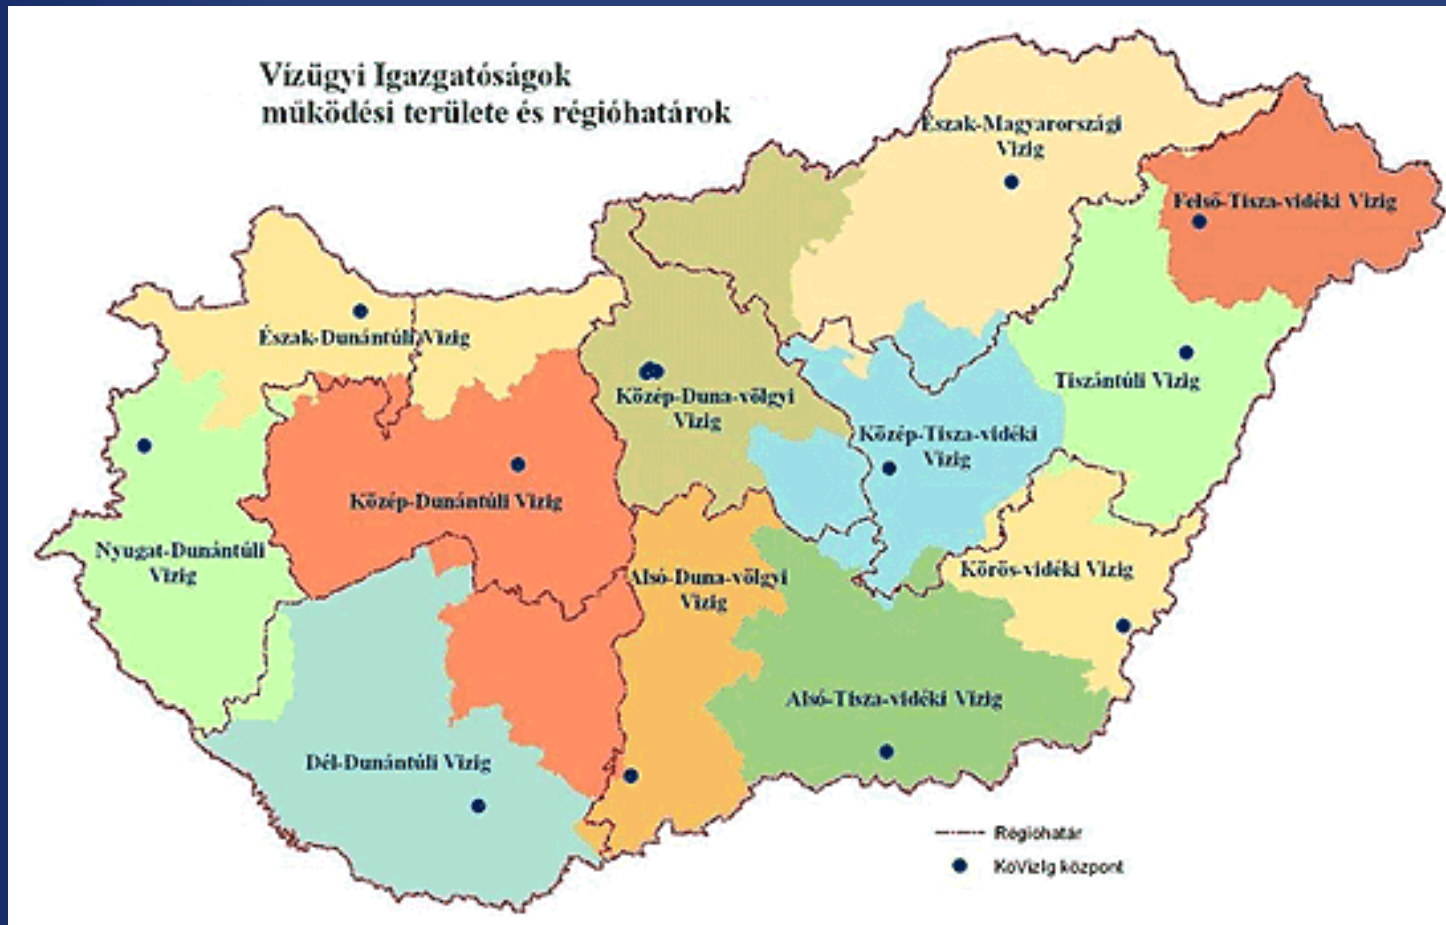 Vízügyi Igazgatóságok
működési területe és régióhatárok
Észak-Magyarországi
Vizig
Felső-Tisza-vidéki Vizig
Észak-Dunántúli Vizig
Közép-Duna-völgyi
Vizig
Tiszántúli Vizig
Közép-Tisza-vidéki
Vizig
Közép-Dunántúli Vizig
Nyugat-Dunántúli
Vizig
Alsó-Duna-völgyi
Vizig
Körös-vidéki Vizig
Alsó-Tisza-vidéki Vizig
Dél-Dunántúli Vizig
Régióhatár
KöVizig központ